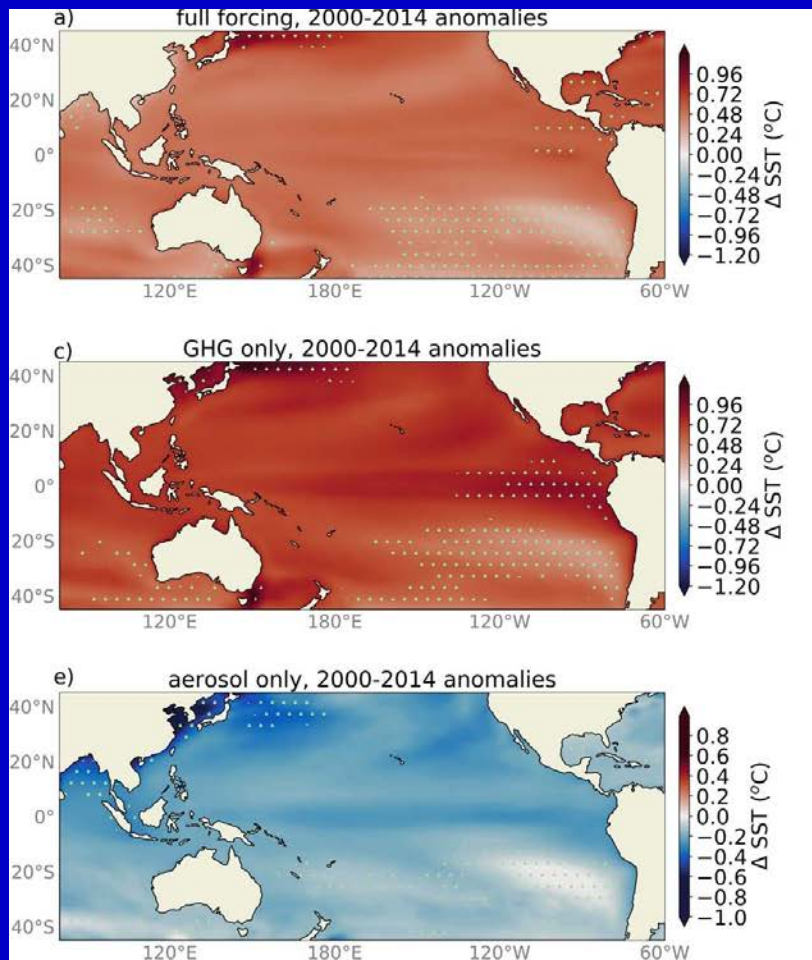 a) full forcing, 2000-2014 anomalies
40°N
20°N
0°
20°S
40°S
120°E 180°W 120°W 60°W
0.96
0.72
0.48
0.24
0.00
−0.24
−0.48
−0.72
−0.96
−1.20
Δ SST (°C)
c) GHG only, 2000-2014 anomalies
40°N
20°N
0°
20°S
40°S
120°E 180°W 120°W 60°W
0.96
0.72
0.48
0.24
0.00
−0.24
−0.48
−0.72
−0.96
−1.20
Δ SST (°C)
e) aerosol only, 2000-2014 anomalies
40°N
20°N
0°
20°S
40°S
120°E 180°W 120°W 60°W
0.8
0.6
0.4
0.2
0.0
−0.2
−0.4
−0.6
−0.8
−1.0
Δ SST (°C)